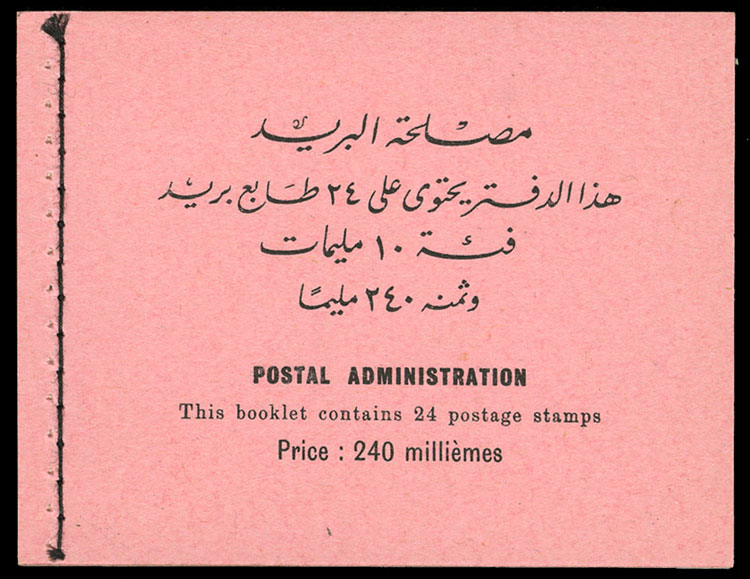 مصلحة البريد
هذا الدفتر يحتوى على ٢٤ طابع بريد
فئة ١٠ مليمات
وثمنه ٢٤٠ مليمًا
POSTAL ADMINISTRATION
This booklet contains 24 postage stamps
Price : 240 millièmes